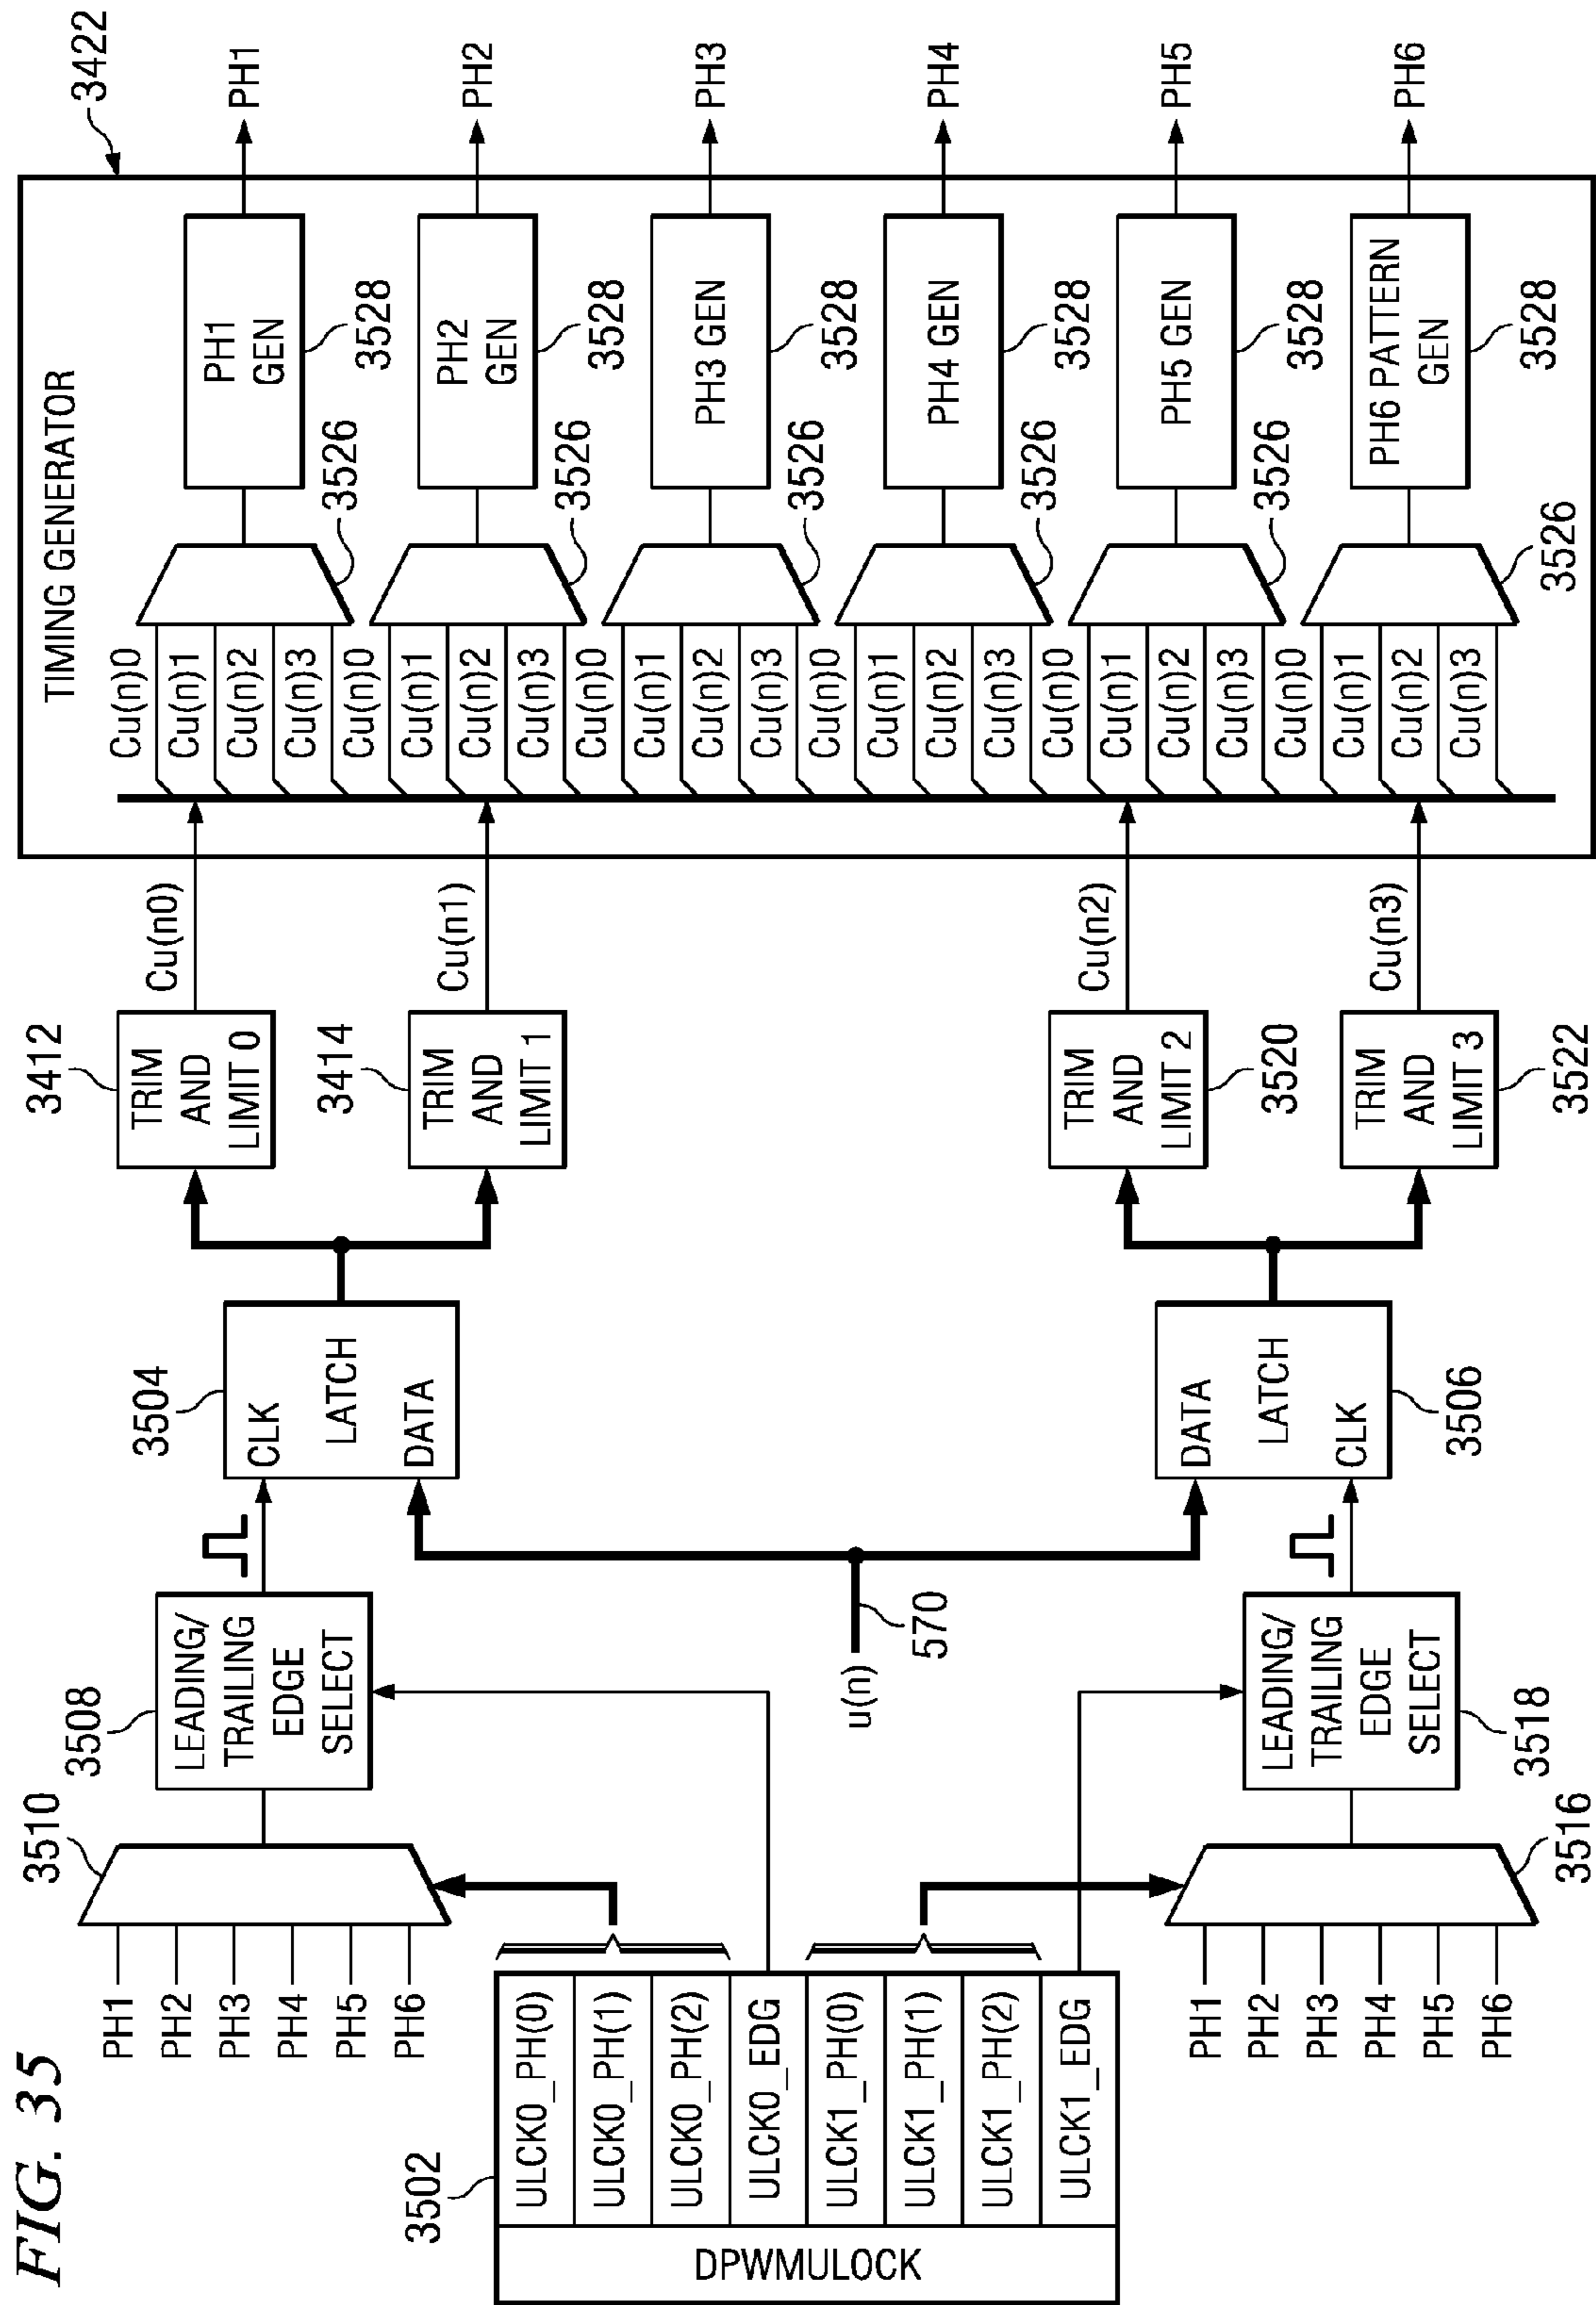 FIG. 35
3502
DPWMULOCK
ULCK0_PH(0)
ULCK0_PH(1)
ULCK0_PH(2)
ULCK0_EDG
ULCK1_PH(0)
ULCK1_PH(1)
ULCK1_PH(2)
ULCK1_EDG
PH1
PH2
PH3
PH4
PH5
PH6
3510
PH1
PH2
PH3
PH4
PH5
PH6
3516
3508
LEADING/
TRAILING
EDGE
SELECT
LEADING/
TRAILING
EDGE
SELECT
3518
u(n)
570
3504
CLK
LATCH
DATA
DATA
LATCH
CLK
3506
3412
TRIM
AND
LIMIT 0
3414
TRIM
AND
LIMIT 1
TRIM
AND
LIMIT 2
3520
TRIM
AND
LIMIT 3
3522
Cu(n0)
Cu(n1)
Cu(n2)
Cu(n3)
TIMING GENERATOR
3422
Cu(n)0
Cu(n)1
Cu(n)2
Cu(n)3
Cu(n)0
Cu(n)1
Cu(n)2
Cu(n)3
Cu(n)0
Cu(n)1
Cu(n)2
Cu(n)3
Cu(n)0
Cu(n)1
Cu(n)2
Cu(n)3
Cu(n)0
Cu(n)1
Cu(n)2
Cu(n)3
Cu(n)0
Cu(n)1
Cu(n)2
Cu(n)3
3526
3526
3526
3526
3526
3526
PH1
GEN
3528
PH2
GEN
3528
PH3 GEN
3528
PH4 GEN
3528
PH5 GEN
3528
PH6 PATTERN
GEN
3528
PH1
PH2
PH3
PH4
PH5
PH6